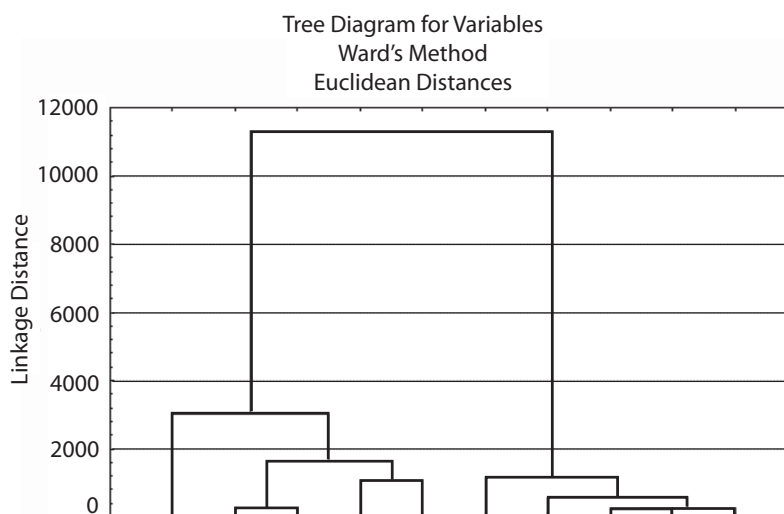 Tree Diagram for Variables
Ward's Method
Euclidean Distances
12000
10000
8000
6000
4000
2000
0
Linkage Distance